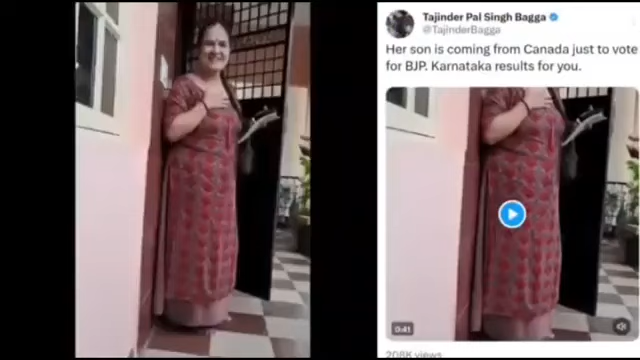 Tajinder Pal Singh Bagga
@TajinderBagga
Her son is coming from Canada just to vote
for BJP. Karnataka results for you.
0:41
208K views